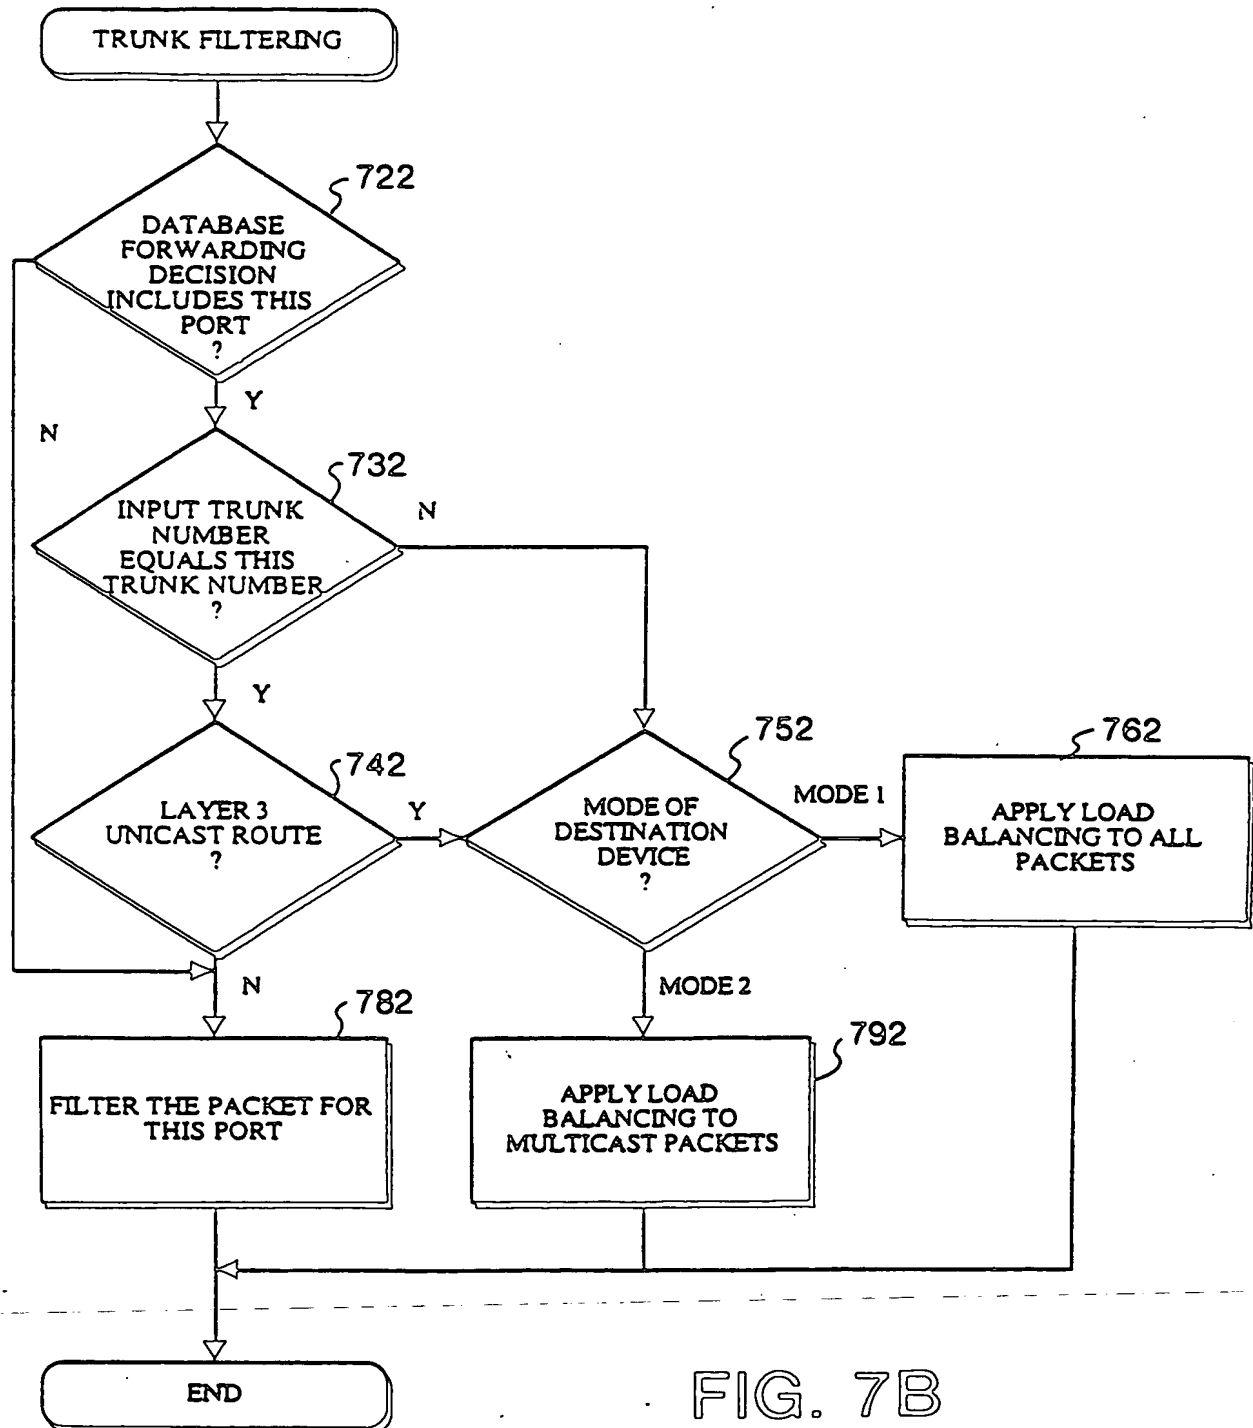 TRUNK FILTERING
722
DATABASE
FORWARDING
DECISION
INCLUDES THIS
PORT
?
Y
N
732
INPUT TRUNK
NUMBER
EQUALS THIS
TRUNK NUMBER
?
N
Y
742
LAYER 3
UNICAST ROUTE
?
Y
N
752
MODE OF
DESTINATION
DEVICE
?
MODE 1
MODE 2
762
APPLY LOAD
BALANCING TO ALL
PACKETS
782
FILTER THE PACKET FOR
THIS PORT
792
APPLY LOAD
BALANCING TO
MULTICAST PACKETS
END
FIG. 7B